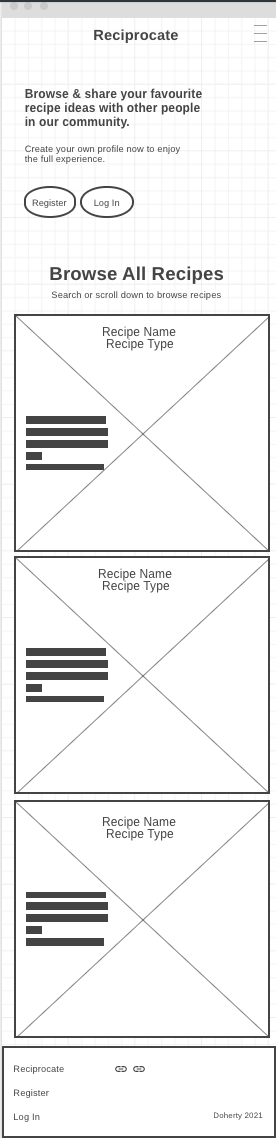 Reciprocate
Browse & share your favourite
recipe ideas with other people
in our community.
Create your own profile now to enjoy
the full experience.
Register
Log In
Browse All Recipes
Search or scroll down to browse recipes
Recipe Name
Recipe Type
Recipe Name
Recipe Type
Recipe Name
Recipe Type
Reciprocate
Register
Log In
Doherty 2021